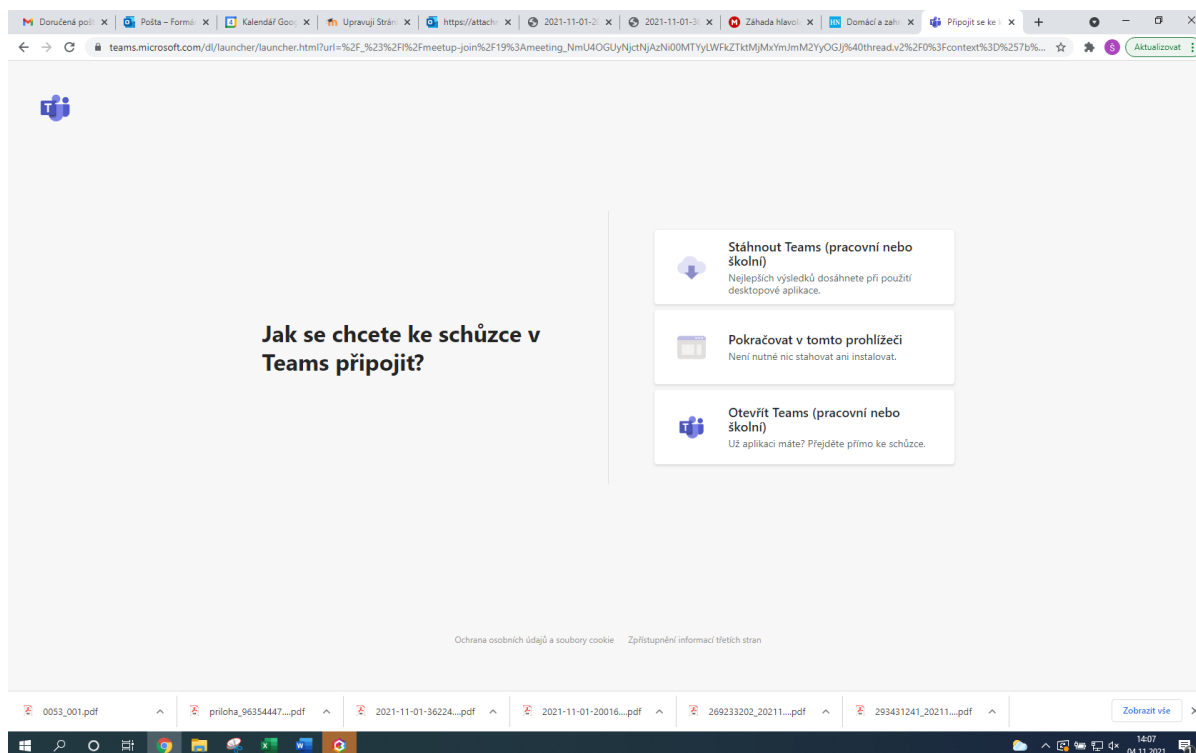 Doručená poš
Pošta – Formá
Kalendář Goog
Upravuji Strán
https://attach
2021-11-01-20
2021-11-01-36
Záhada hlavol
Domácí a zahr
Připojit se ke k
teams.microsoft.com/dl/launcher/launcher.html?url=%2F_%23%2Fl%2Fmeetup-join%2F19%3Ameeting_NmU4OGUyNjctNjAzNi00MTYyLWFkZTktMjMxYmJmM2YyOGJj%40thread.v2%2F0%3Fcontext%3D%257b%...
Š
Aktualizovat
Stáhnout Teams (pracovní nebo
školní)
Nejlepších výsledků dosáhnete při použití
desktopové aplikace.
Jak se chcete ke schůzce v
Teams připojit?
Pokračovat v tomto prohlížeči
Není nutné nic stahovat ani instalovat.
Otevřít Teams (pracovní nebo
školní)
Už aplikaci máte? Přejděte přímo ke schůzce.
Ochrana osobních údajů a soubory cookie
Zpřístupnění informací třetích stran
0053_001.pdf
priloha_96354447....pdf
2021-11-01-36224....pdf
2021-11-01-20016....pdf
269233202_20211....pdf
293431241_20211....pdf
Zobrazit vše
14:07
04.11.2021